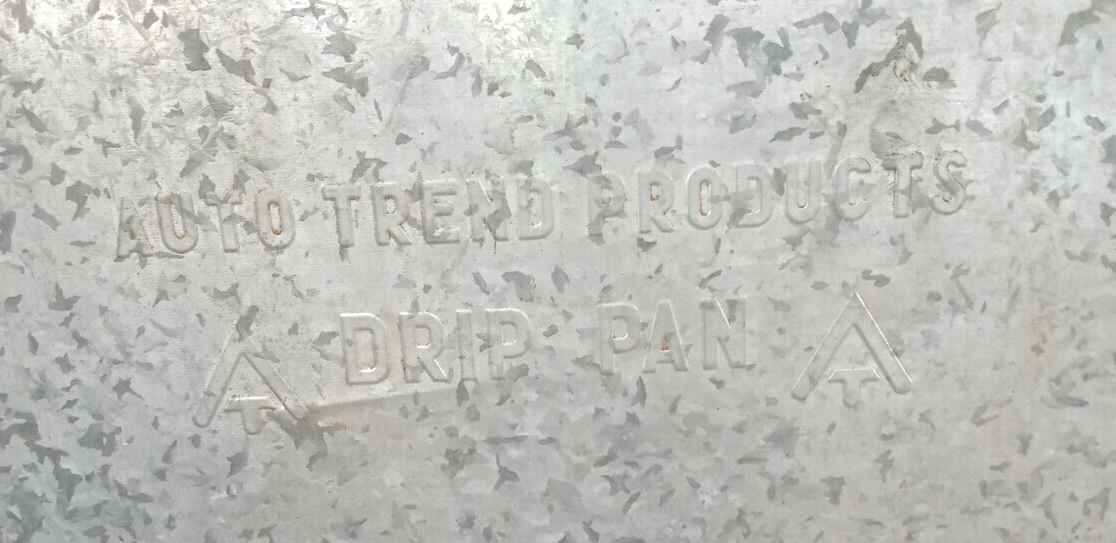 AUTO TREND PRODUCTS
DRIP PAN